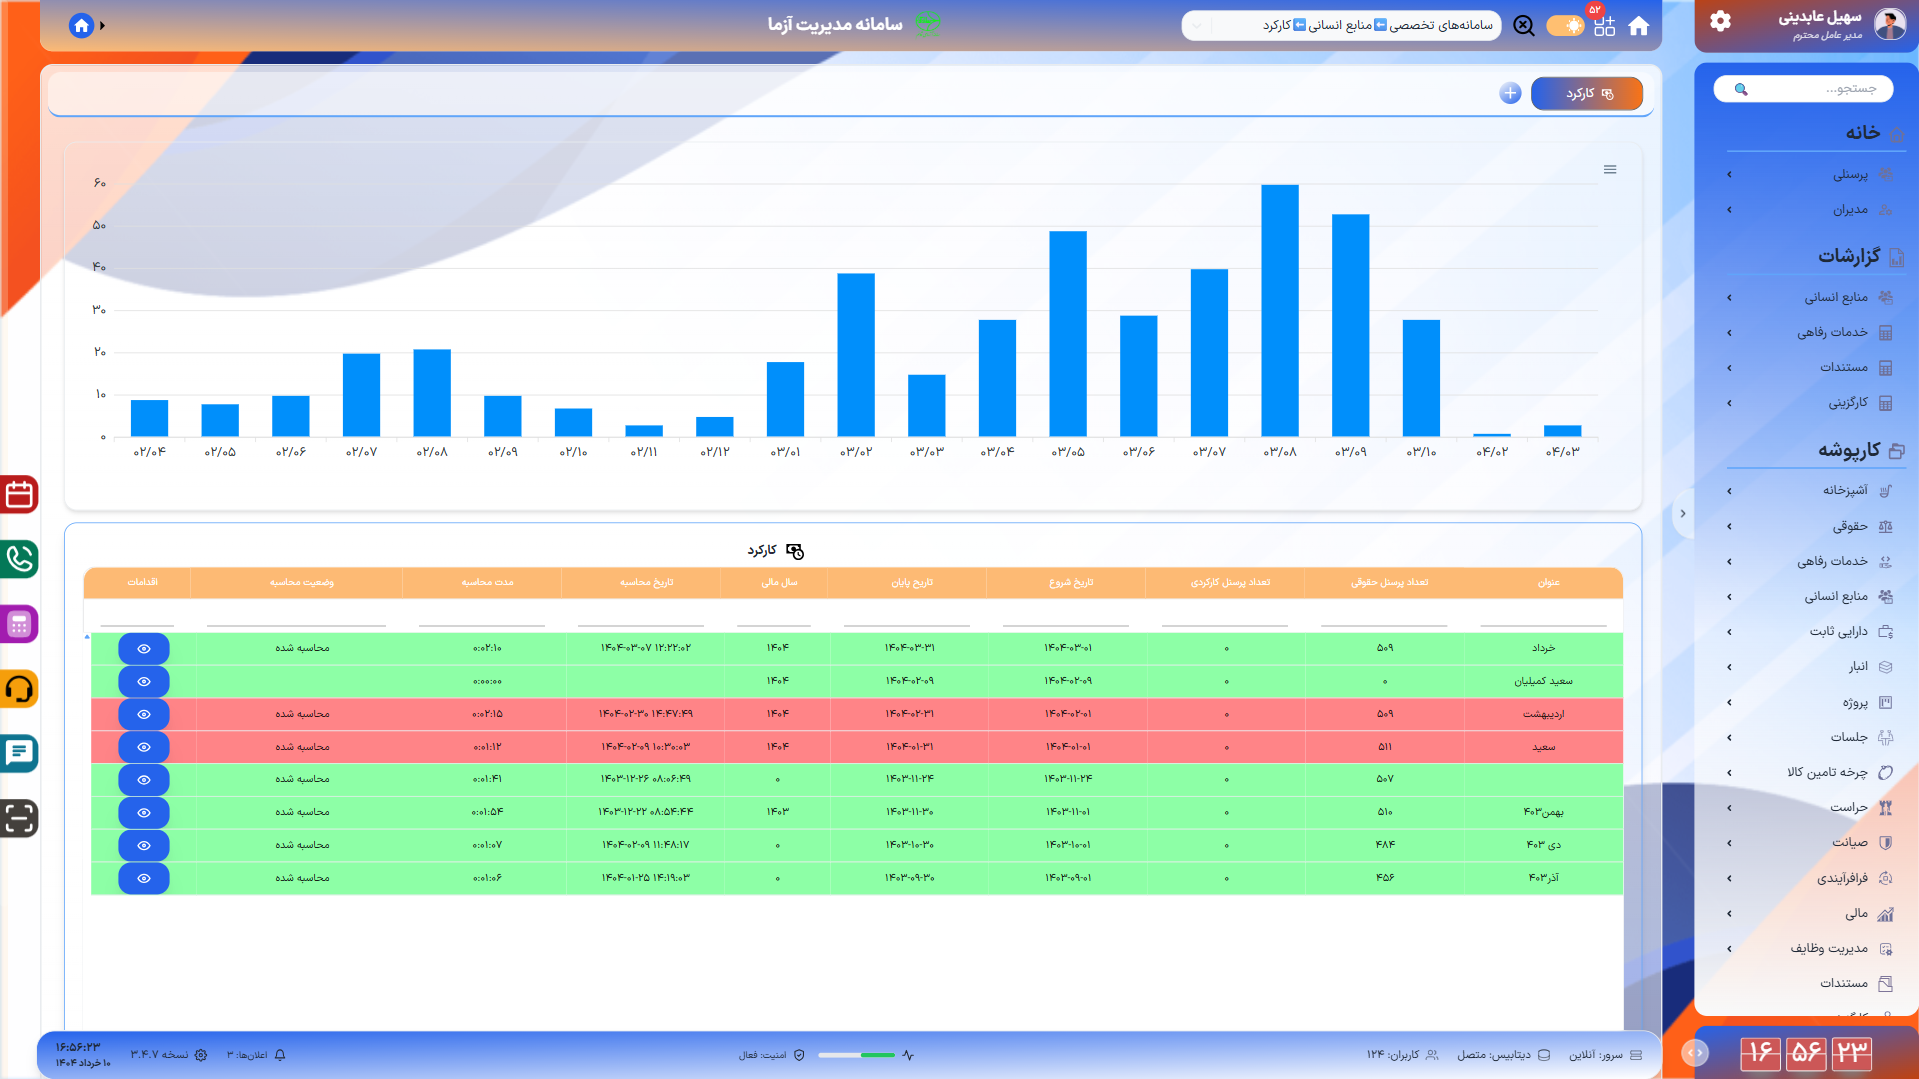 سهیل عابدینی
مدیر عامل محترم
۵۲
سامانه‌های تخصصی منابع انسانی کارکرد
سامانه مدیریت آزما
جستجو...
خانه
پرسنلی
مدیران
گزارشات
منابع انسانی
خدمات رفاهی
مستندات
کارگزینی
کارپوشه
آشپزخانه
حقوقی
خدمات رفاهی
منابع انسانی
دارایی ثابت
انبار
پروژه
جلسات
چرخه تامین کالا
حراست
صیانت
فرافرآیندی
مالی
مدیریت وظایف
مستندات
۱۶ ۵۶ ۲۳
کارکرد
۶۰
۵۰
۴۰
۳۰
۲۰
۱۰
۰
۰۲/۰۴ ۰۲/۰۵ ۰۲/۰۶ ۰۲/۰۷ ۰۲/۰۸ ۰۲/۰۹ ۰۲/۱۰ ۰۲/۱۱ ۰۲/۱۲ ۰۳/۰۱ ۰۳/۰۲ ۰۳/۰۳ ۰۳/۰۴ ۰۳/۰۵ ۰۳/۰۶ ۰۳/۰۷ ۰۳/۰۸ ۰۳/۰۹ ۰۳/۱۰ ۰۴/۰۲ ۰۴/۰۳
کارکرد
عنوان تعداد پرسنل حقوقی تعداد پرسنل کارکردی تاریخ شروع تاریخ پایان سال مالی تاریخ محاسبه مدت محاسبه وضعیت محاسبه اقدامات
خرداد ۵۰۹ ۰ ۱۴۰۴-۰۳-۰۱ ۱۴۰۴-۰۳-۳۱ ۱۴۰۴ ۱۴۰۴-۰۳-۰۷ ۱۲:۲۲:۰۲ ۰:۰۲:۱۰ محاسبه شده
سعید کمیلیان ۰ ۰ ۱۴۰۴-۰۲-۰۹ ۱۴۰۴-۰۲-۰۹ ۱۴۰۴ ۰:۰۰:۰۰
اردیبهشت ۵۰۹ ۰ ۱۴۰۴-۰۲-۰۱ ۱۴۰۴-۰۲-۳۱ ۱۴۰۴ ۱۴۰۴-۰۲-۳۰ ۱۴:۴۷:۴۹ ۰:۰۲:۱۵ محاسبه شده
سعید ۵۱۱ ۰ ۱۴۰۴-۰۱-۰۱ ۱۴۰۴-۰۱-۳۱ ۱۴۰۴ ۱۴۰۴-۰۲-۰۹ ۱۰:۳۰:۰۳ ۰:۰۱:۱۲ محاسبه شده
۵۰۷ ۰ ۱۴۰۳-۱۱-۲۴ ۱۴۰۳-۱۱-۲۴ ۰ ۱۴۰۳-۱۲-۲۶ ۰۸:۰۶:۴۹ ۰:۰۱:۴۱ محاسبه شده
بهمن۴۰۳ ۵۱۰ ۰ ۱۴۰۳-۱۱-۰۱ ۱۴۰۳-۱۱-۳۰ ۱۴۰۳ ۱۴۰۳-۱۲-۲۲ ۰۸:۵۴:۴۴ ۰:۰۱:۵۴ محاسبه شده
دی ۴۰۳ ۴۸۴ ۰ ۱۴۰۳-۱۰-۰۱ ۱۴۰۳-۱۰-۳۰ ۰ ۱۴۰۴-۰۲-۰۹ ۱۱:۴۸:۱۷ ۰:۰۱:۰۷ محاسبه شده
آذر۴۰۳ ۴۵۶ ۰ ۱۴۰۳-۰۹-۰۱ ۱۴۰۳-۰۹-۳۰ ۰ ۱۴۰۴-۰۱-۲۵ ۱۴:۱۹:۰۳ ۰:۰۱:۰۶ محاسبه شده
سرور: آنلاین دیتابیس: متصل کاربران: ۱۲۴ امنیت: فعال اعلان‌ها: ۳ نسخه ۳.۴.۷
۱۶:۵۶:۲۳
۱۰ خرداد ۱۴۰۴